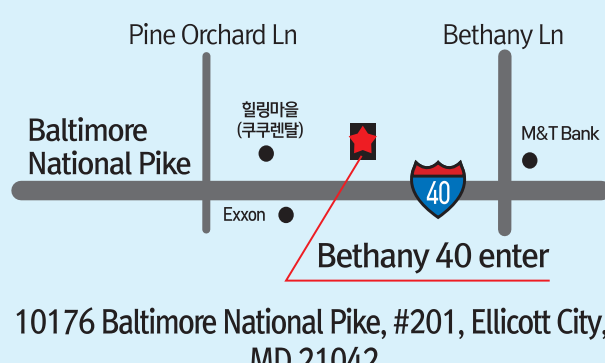 Pine Orchard Ln
Bethany Ln
힐링마을
(쿠쿠렌탈)
Baltimore
National Pike
M&T Bank
40
Exxon
Bethany 40 enter
10176 Baltimore National Pike, #201, Ellicott City,
MD 21042